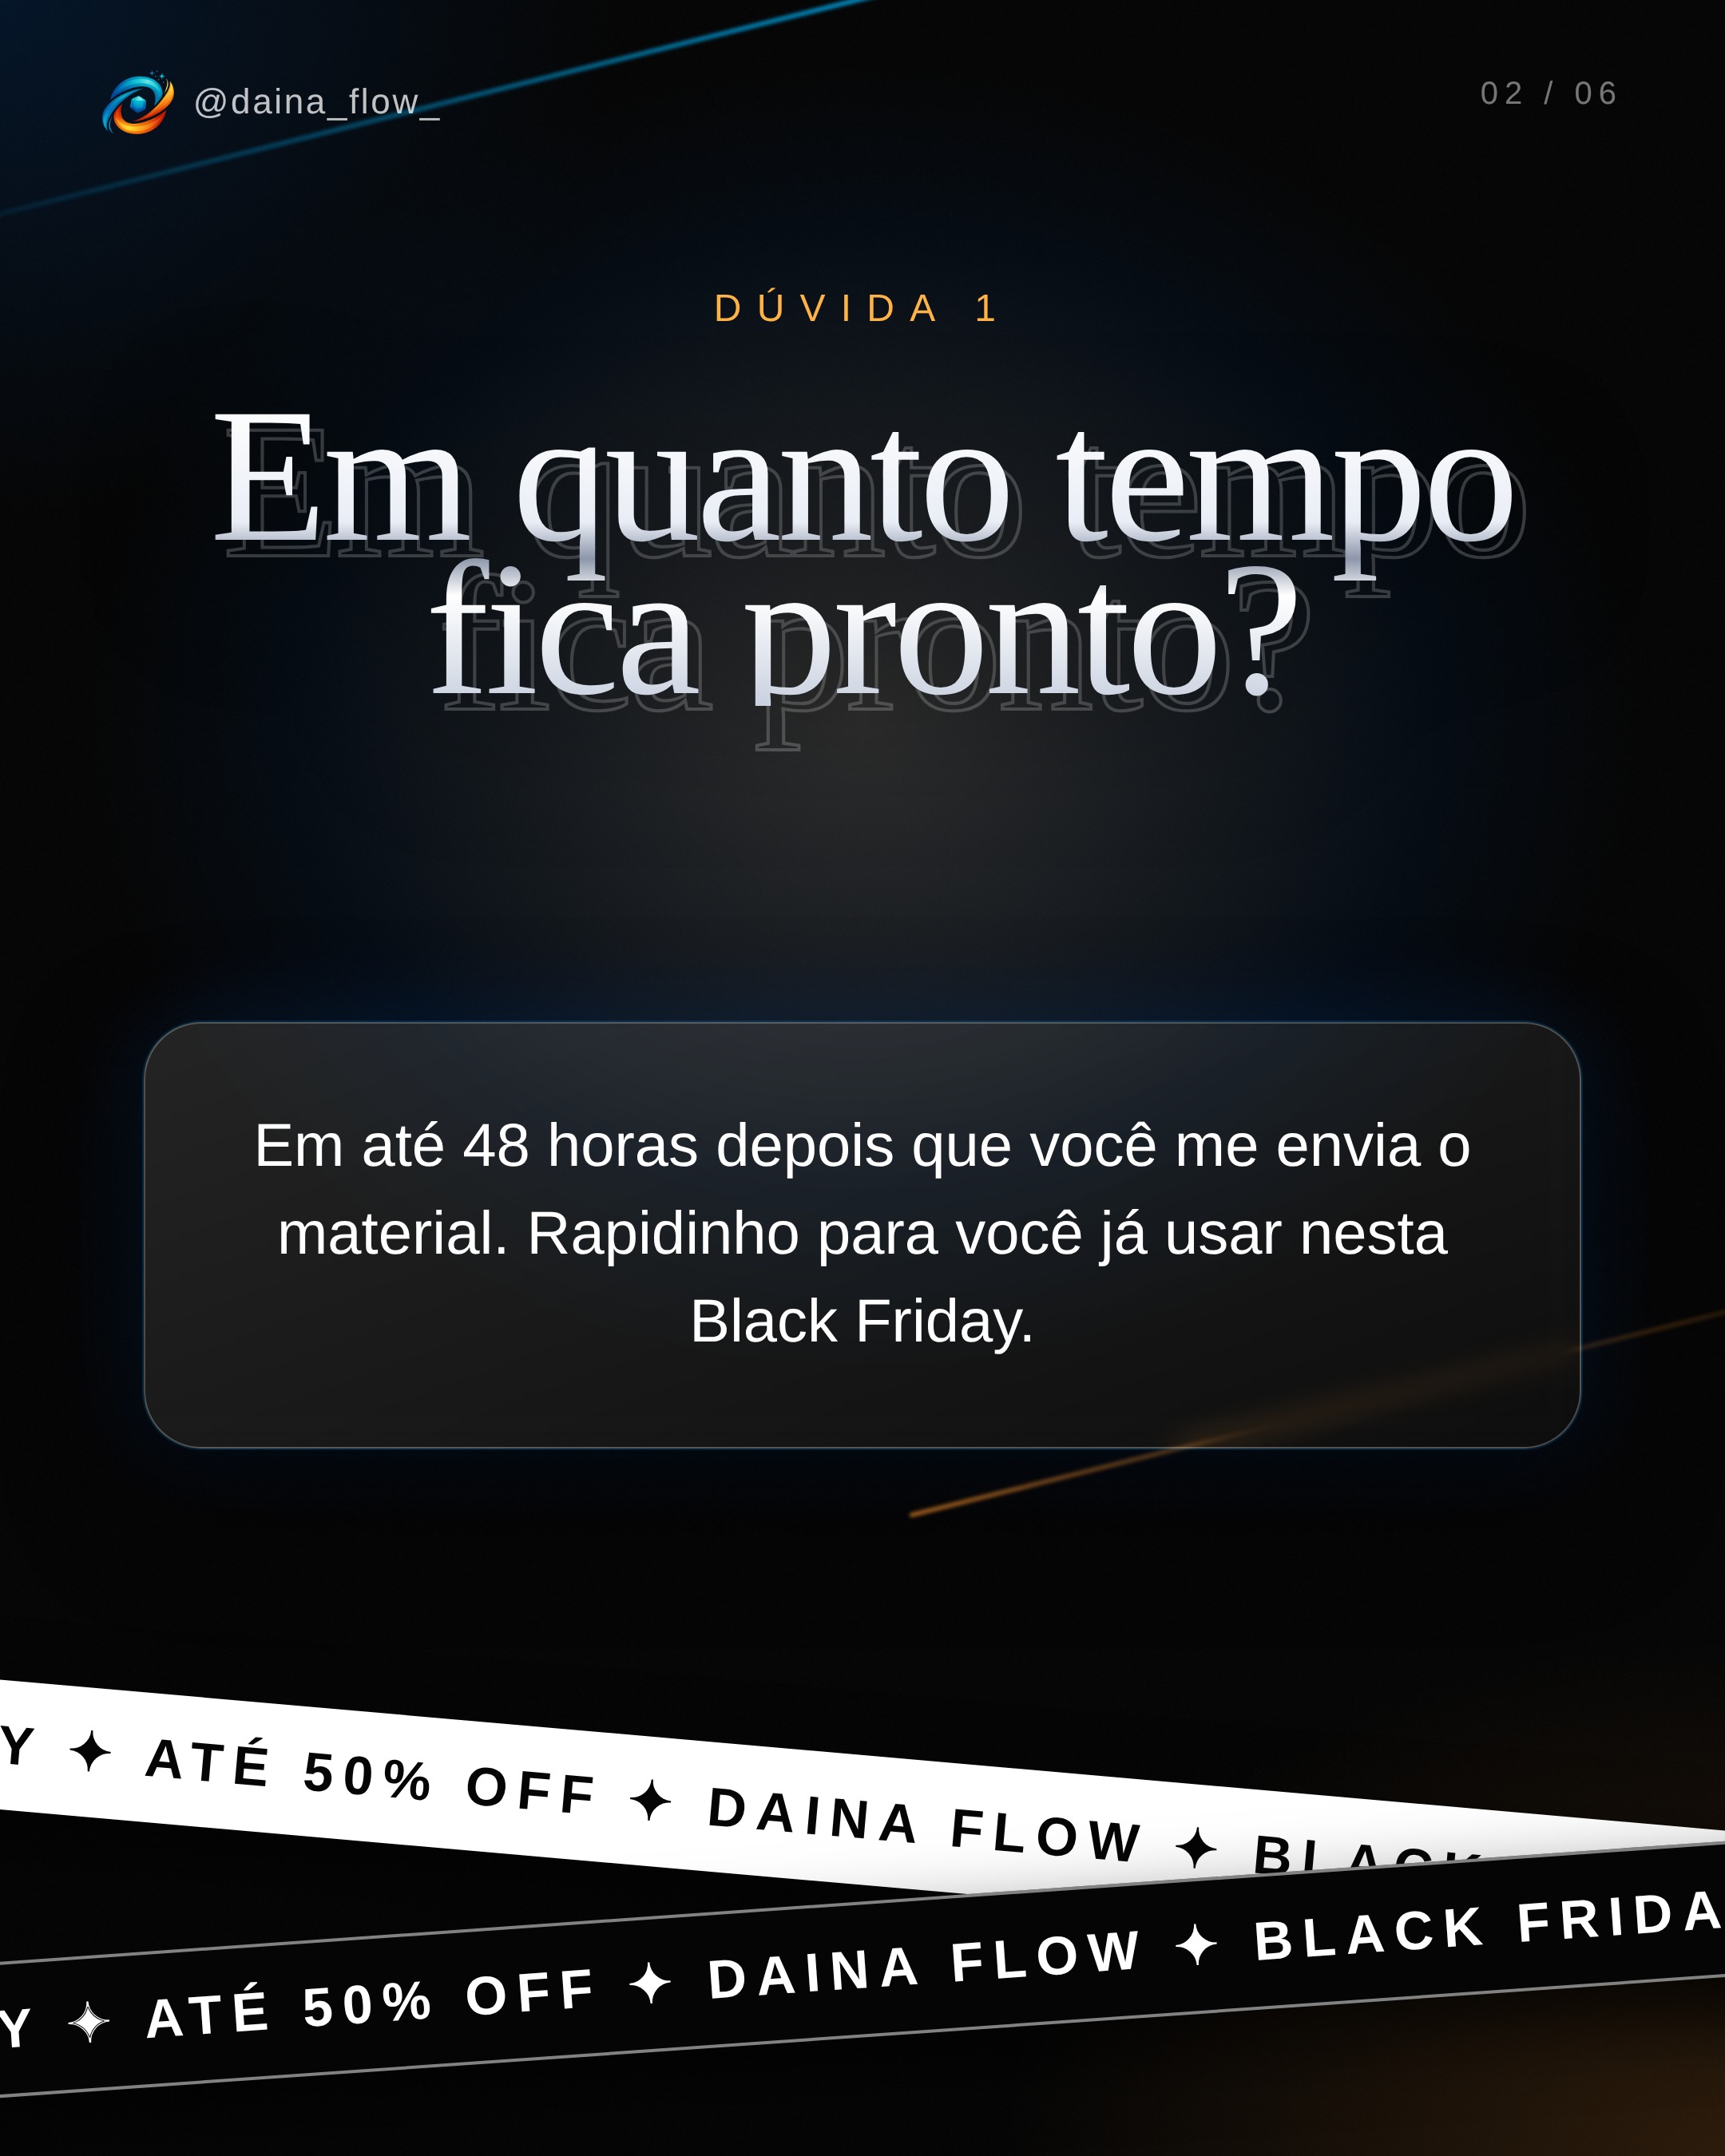 @daina_flow_
02 / 06
DÚVIDA 1
Em quanto tempo
fica pronto?
Em até 48 horas depois que você me envia o
material. Rapidinho para você já usar nesta
Black Friday.
Y ✦ ATÉ 50% OFF ✦ DAINA FLOW ✦ BLACK
Y ✦ ATÉ 50% OFF ✦ DAINA FLOW ✦ BLACK FRIDA